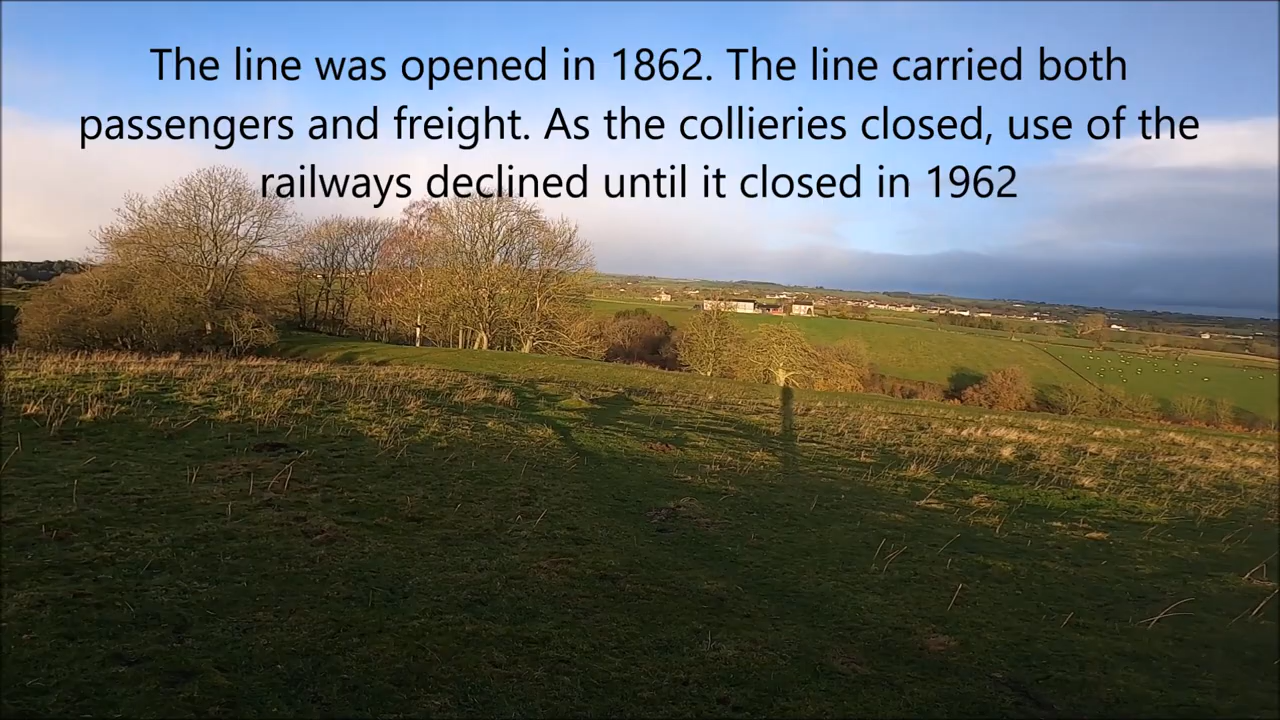 The line was opened in 1862. The line carried both
passengers and freight. As the collieries closed, use of the
railways declined until it closed in 1962